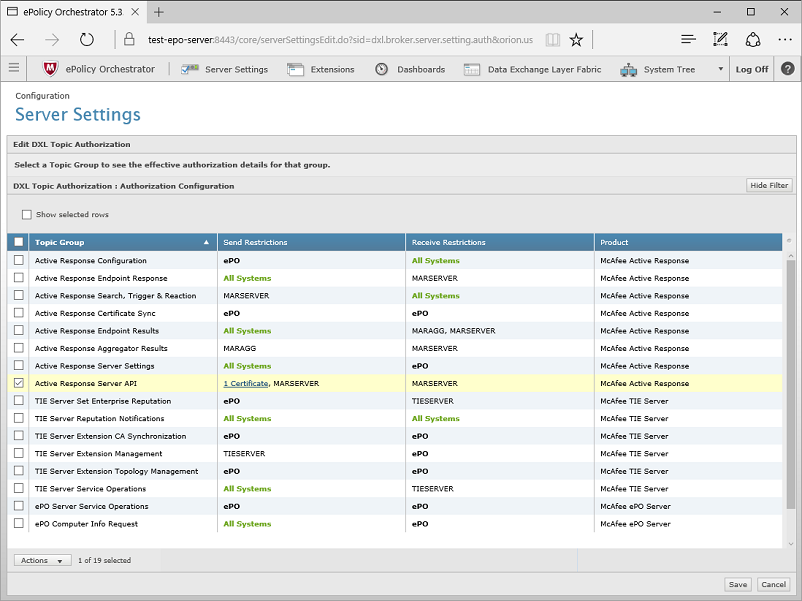 ePolicy Orchestrator 5.3.
test-epo-server:8443/core/serverSettingsEdit.do?sid=dxl.broker.server.setting.auth&orion.us
ePolicy Orchestrator Server Settings Extensions Dashboards Data Exchange Layer Fabric System Tree Log Off ?
Configuration
Server Settings
Edit DXL Topic Authorization
Select a Topic Group to see the effective authorization details for that group.
DXL Topic Authorization : Authorization Configuration Hide Filter
Show selected rows
Topic Group Send Restrictions Receive Restrictions Product
Active Response Configuration ePO All Systems McAfee Active Response
Active Response Endpoint Response All Systems MARSERVER McAfee Active Response
Active Response Search, Trigger & Reaction MARSERVER All Systems McAfee Active Response
Active Response Certificate Sync ePO ePO McAfee Active Response
Active Response Endpoint Results All Systems MARAGG, MARSERVER McAfee Active Response
Active Response Aggregator Results MARAGG MARSERVER McAfee Active Response
Active Response Server Settings All Systems ePO McAfee Active Response
Active Response Server API 1 Certificate, MARSERVER MARSERVER McAfee Active Response
TIE Server Set Enterprise Reputation ePO TIESERVER McAfee TIE Server
TIE Server Reputation Notifications All Systems All Systems McAfee TIE Server
TIE Server Extension CA Synchronization ePO ePO McAfee TIE Server
TIE Server Extension Management TIESERVER ePO McAfee TIE Server
TIE Server Extension Topology Management ePO ePO McAfee TIE Server
TIE Server Service Operations All Systems TIESERVER McAfee TIE Server
ePO Server Service Operations ePO ePO McAfee ePO Server
ePO Computer Info Request All Systems ePO McAfee ePO Server
Actions 1 of 19 selected
Save Cancel